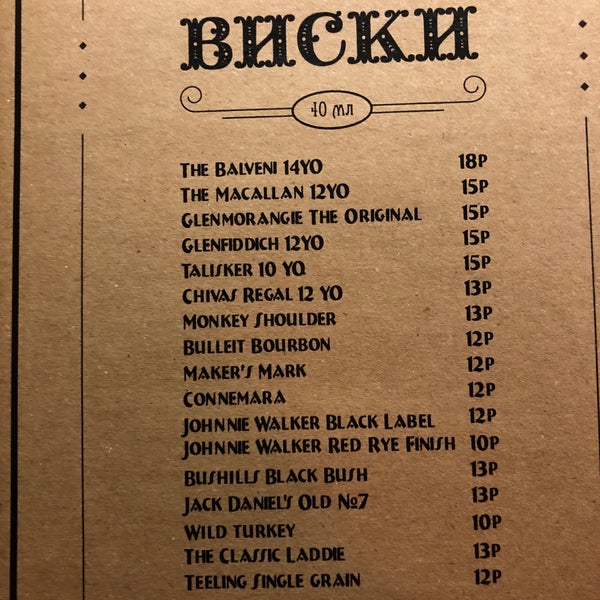 ВИСКИ
40 мл
The Balveni 14YO 18р
The Macallan 12YO 15р
Glenmorangie The Original 15р
Glenfiddich 12YO 15р
Talisker 10 YO 15р
Chivas Regal 12 YO 13р
Monkey Shoulder 13р
Bulleit Bourbon 12р
Maker's Mark 12р
Connemara 12р
Johnnie Walker Black Label 12р
Johnnie Walker Red Rye Finish 10р
Bushills Black Bush 13р
Jack Daniel's Old №7 13р
Wild turkey 10р
The Classic Laddie 13р
Teeling Single grain 12р